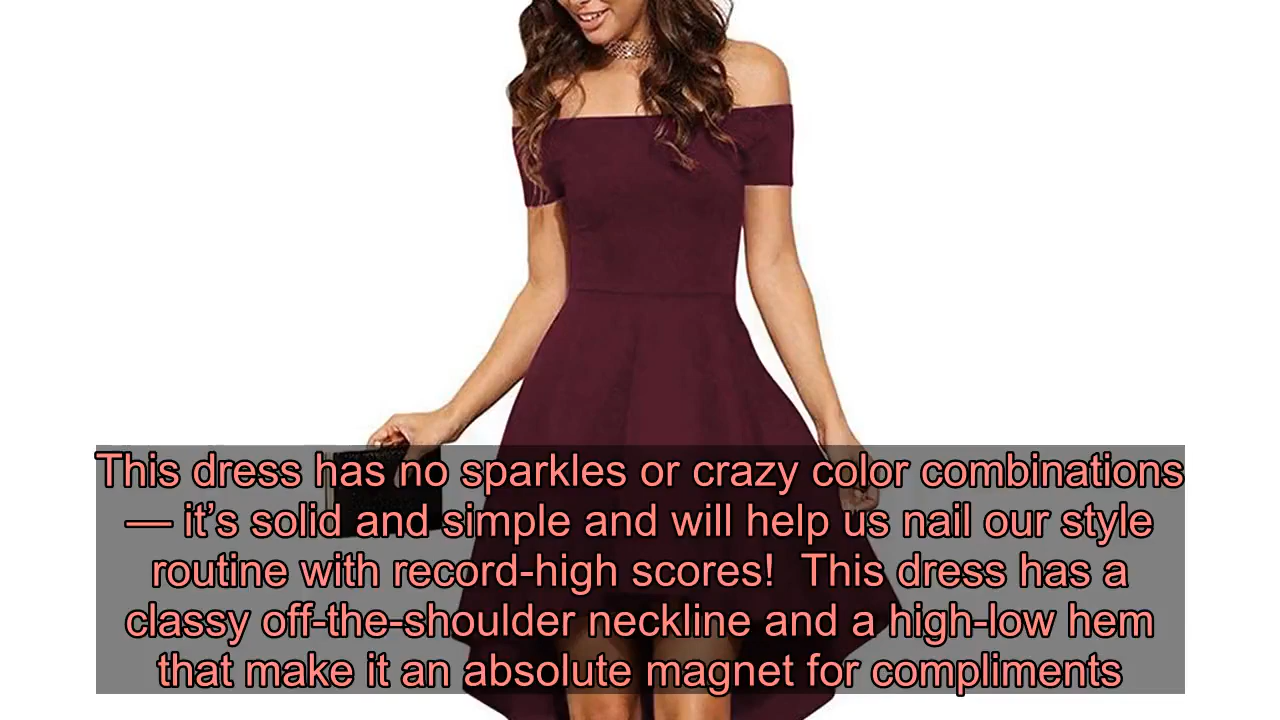 This dress has no sparkles or crazy color combinations
— it’s solid and simple and will help us nail our style
routine with record-high scores!  This dress has a
classy off-the-shoulder neckline and a high-low hem
that make it an absolute magnet for compliments